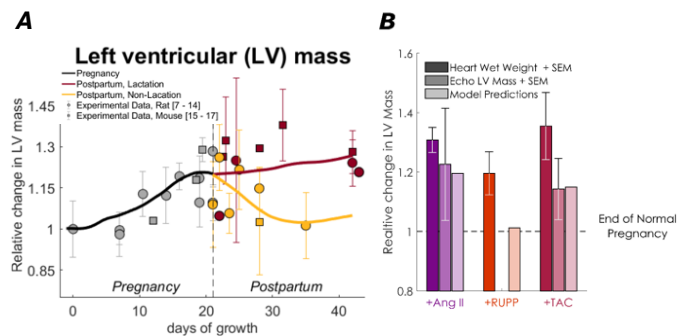 A
Left ventricular (LV) mass
Pregnancy
Postpartum, Lactation
Postpartum, Non-Lacation
Experimental Data, Rat [7 - 14]
Experimental Data, Mouse [15 - 17]
Relative change in LV mass
1.45
1.3
1.15
1
0.85
Pregnancy
Postpartum
0
10
20
30
40
days of growth
B
Realtive change in LV Mass
1.6
1.4
1.2
1
0.8
Heart Wet Weight + SEM
Echo LV Mass + SEM
Model Predictions
End of Normal
Pregnancy
+Ang II
+RUPP
+TAC